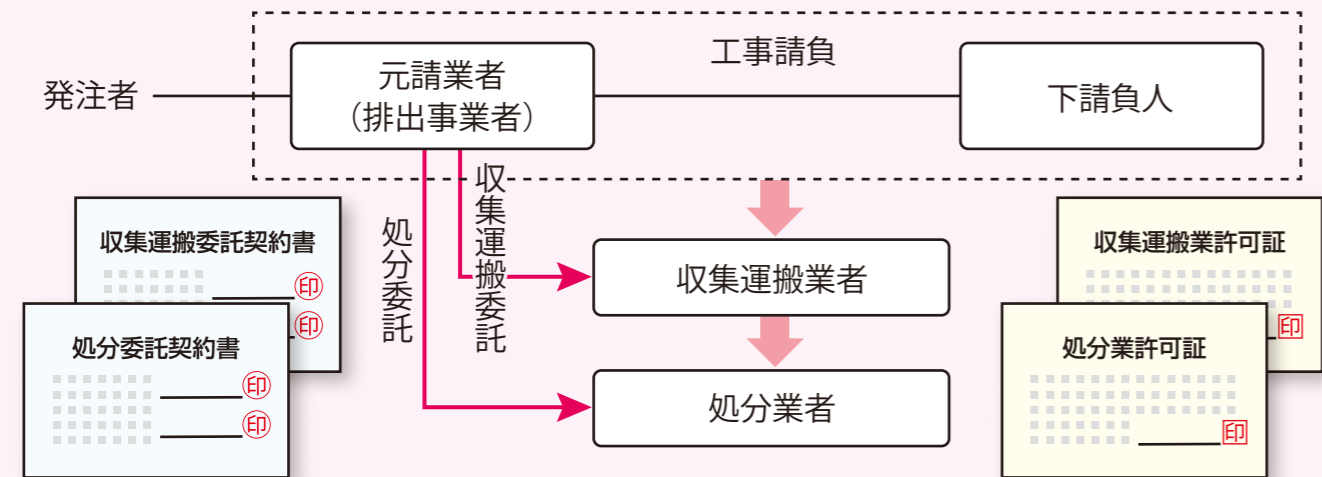 工事請負
発注者
元請業者
（排出事業者）
下請負人
収集運搬委託
処分委託
収集運搬委託契約書
印
印
処分委託契約書
印
印
収集運搬業者
処分業者
収集運搬業許可証
印
処分業許可証
印